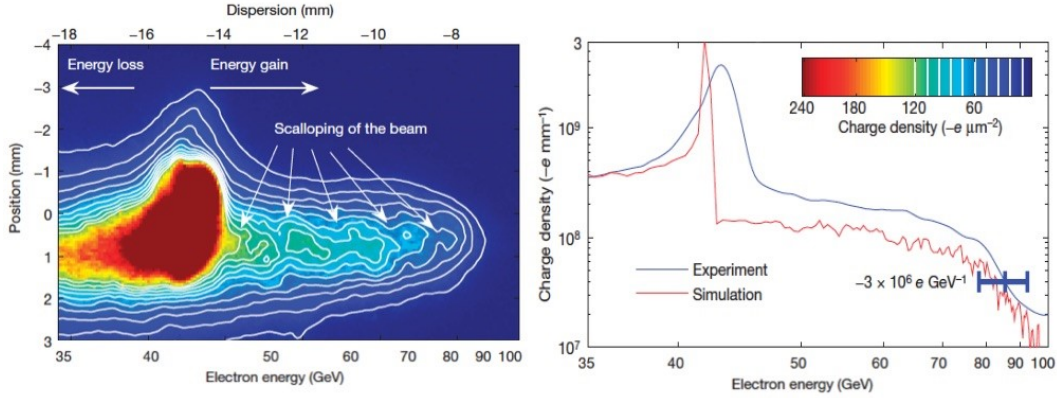 Dispersion (mm)
−18 −16 −14 −12 −10 −8
−4
−3
−2
−1
0
1
2
3
Position (mm)
Energy loss
Energy gain
Scalloping of the beam
35 40 50 60 70 80 90 100
Electron energy (GeV)
3
10⁹
10⁸
10⁷
Charge density (−e mm⁻¹)
240 180 120 60
Charge density (−e μm⁻²)
Experiment
Simulation
−3 × 10⁶ e GeV⁻¹
35 40 50 60 70 80 90 100
Electron energy (GeV)